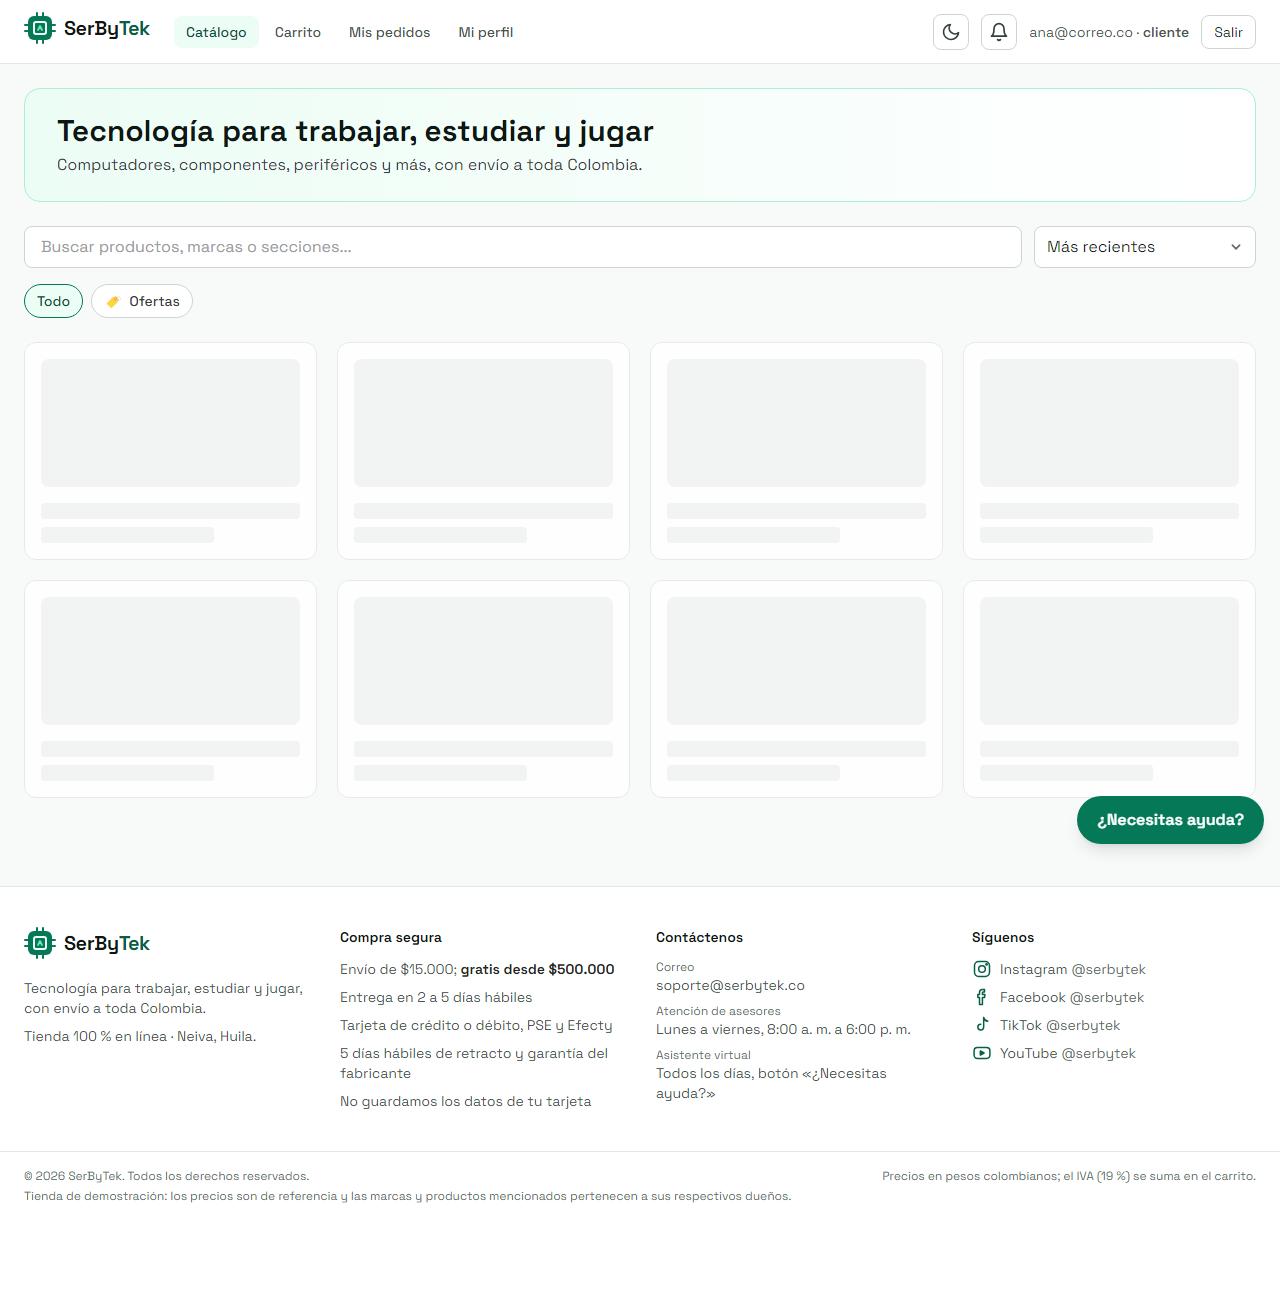 SerByTek
Catálogo
Carrito
Mis pedidos
Mi perfil
ana@correo.co · cliente
Salir
Tecnología para trabajar, estudiar y jugar
Computadores, componentes, periféricos y más, con envío a toda Colombia.
Buscar productos, marcas o secciones...
Más recientes
Todo
Ofertas
¿Necesitas ayuda?
SerByTek
Tecnología para trabajar, estudiar y jugar,
con envío a toda Colombia.
Tienda 100 % en línea · Neiva, Huila.
Compra segura
Envío de $15.000; gratis desde $500.000
Entrega en 2 a 5 días hábiles
Tarjeta de crédito o débito, PSE y Efecty
5 días hábiles de retracto y garantía del
fabricante
No guardamos los datos de tu tarjeta
Contáctenos
Correo
soporte@serbytek.co
Atención de asesores
Lunes a viernes, 8:00 a. m. a 6:00 p. m.
Asistente virtual
Todos los días, botón «¿Necesitas
ayuda?»
Síguenos
Instagram @serbytek
Facebook @serbytek
TikTok @serbytek
YouTube @serbytek
© 2026 SerByTek. Todos los derechos reservados.
Precios en pesos colombianos; el IVA (19 %) se suma en el carrito.
Tienda de demostración: los precios son de referencia y las marcas y productos mencionados pertenecen a sus respectivos dueños.